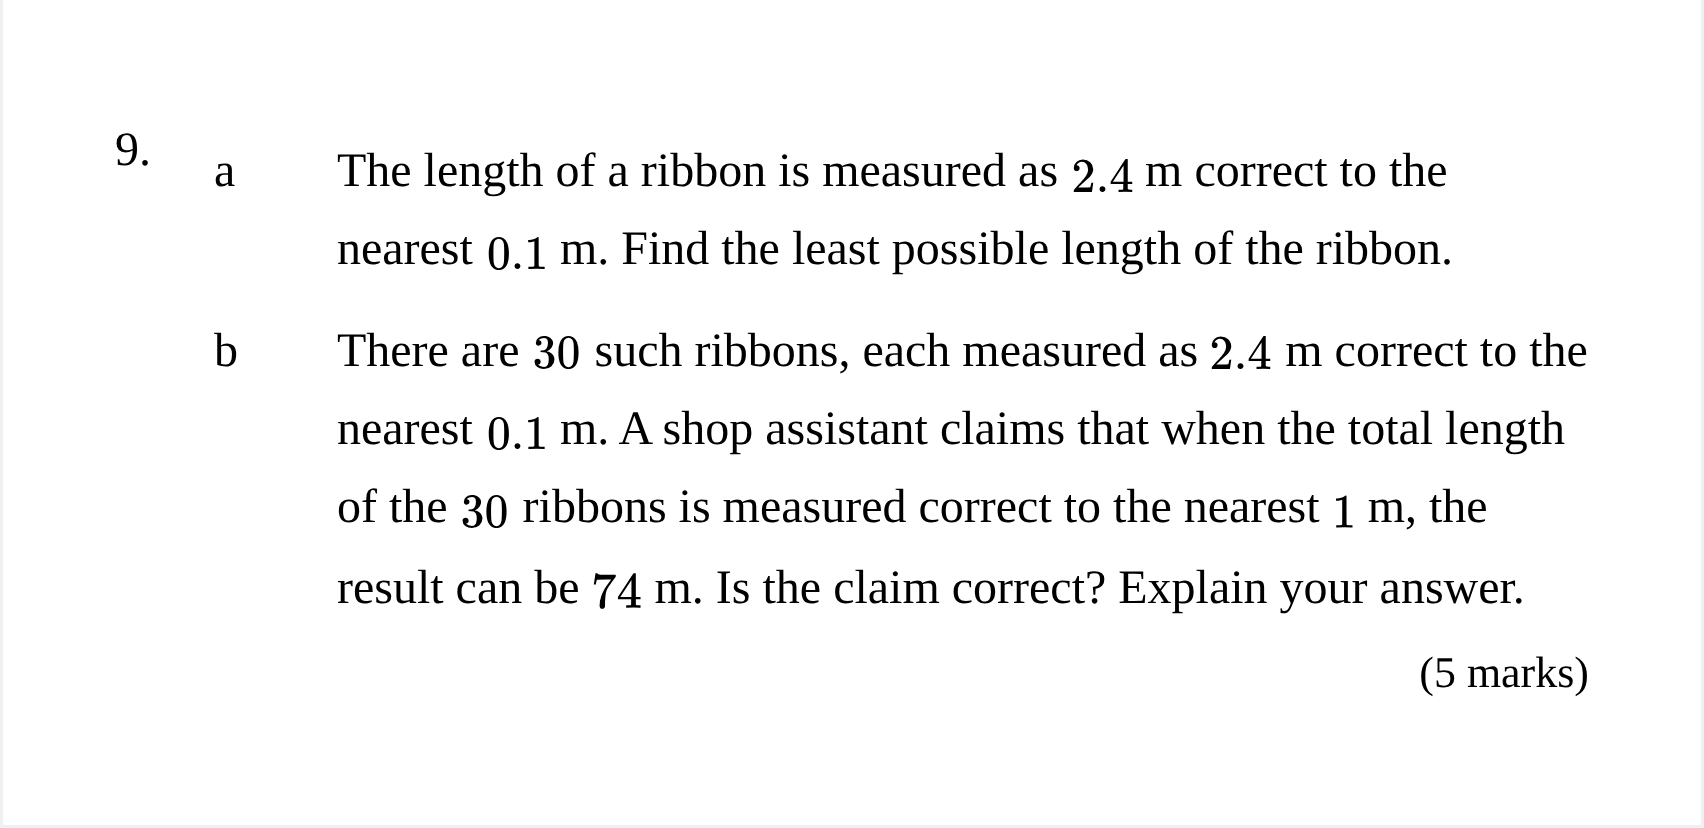 9. a The length of a ribbon is measured as 2.4 m correct to the
nearest 0.1 m. Find the least possible length of the ribbon.
b There are 30 such ribbons, each measured as 2.4 m correct to the
nearest 0.1 m. A shop assistant claims that when the total length
of the 30 ribbons is measured correct to the nearest 1 m, the
result can be 74 m. Is the claim correct? Explain your answer.
(5 marks)